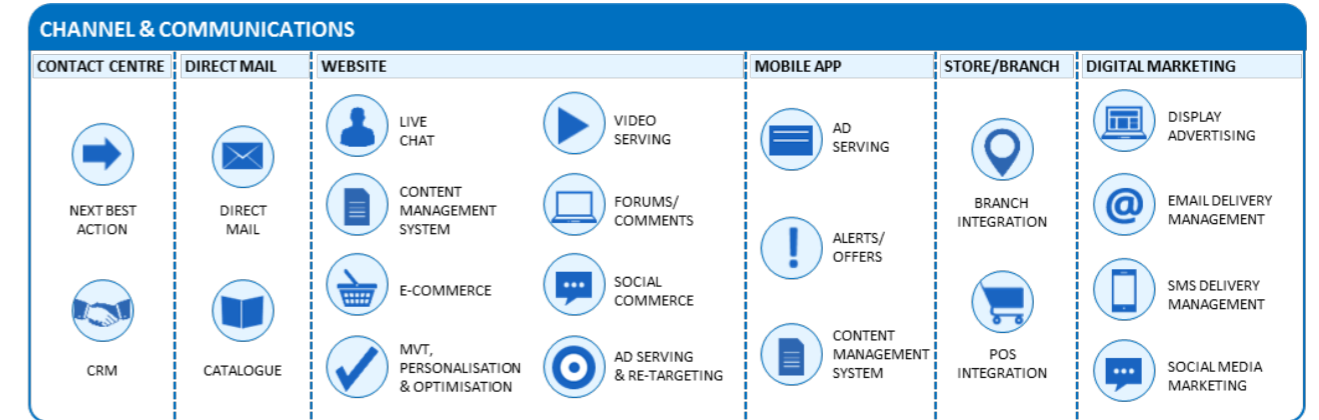 CHANNEL & COMMUNICATIONS
CONTACT CENTRE
NEXT BEST
ACTION
CRM
DIRECT MAIL
DIRECT
MAIL
CATALOGUE
WEBSITE
LIVE
CHAT
CONTENT
MANAGEMENT
SYSTEM
E-COMMERCE
MVT,
PERSONALISATION
& OPTIMISATION
VIDEO
SERVING
FORUMS/
COMMENTS
SOCIAL
COMMERCE
AD SERVING
& RE-TARGETING
MOBILE APP
AD
SERVING
ALERTS/
OFFERS
CONTENT
MANAGEMENT
SYSTEM
STORE/BRANCH
BRANCH
INTEGRATION
POS
INTEGRATION
DIGITAL MARKETING
DISPLAY
ADVERTISING
@
EMAIL DELIVERY
MANAGEMENT
SMS DELIVERY
MANAGEMENT
SOCIAL MEDIA
MARKETING